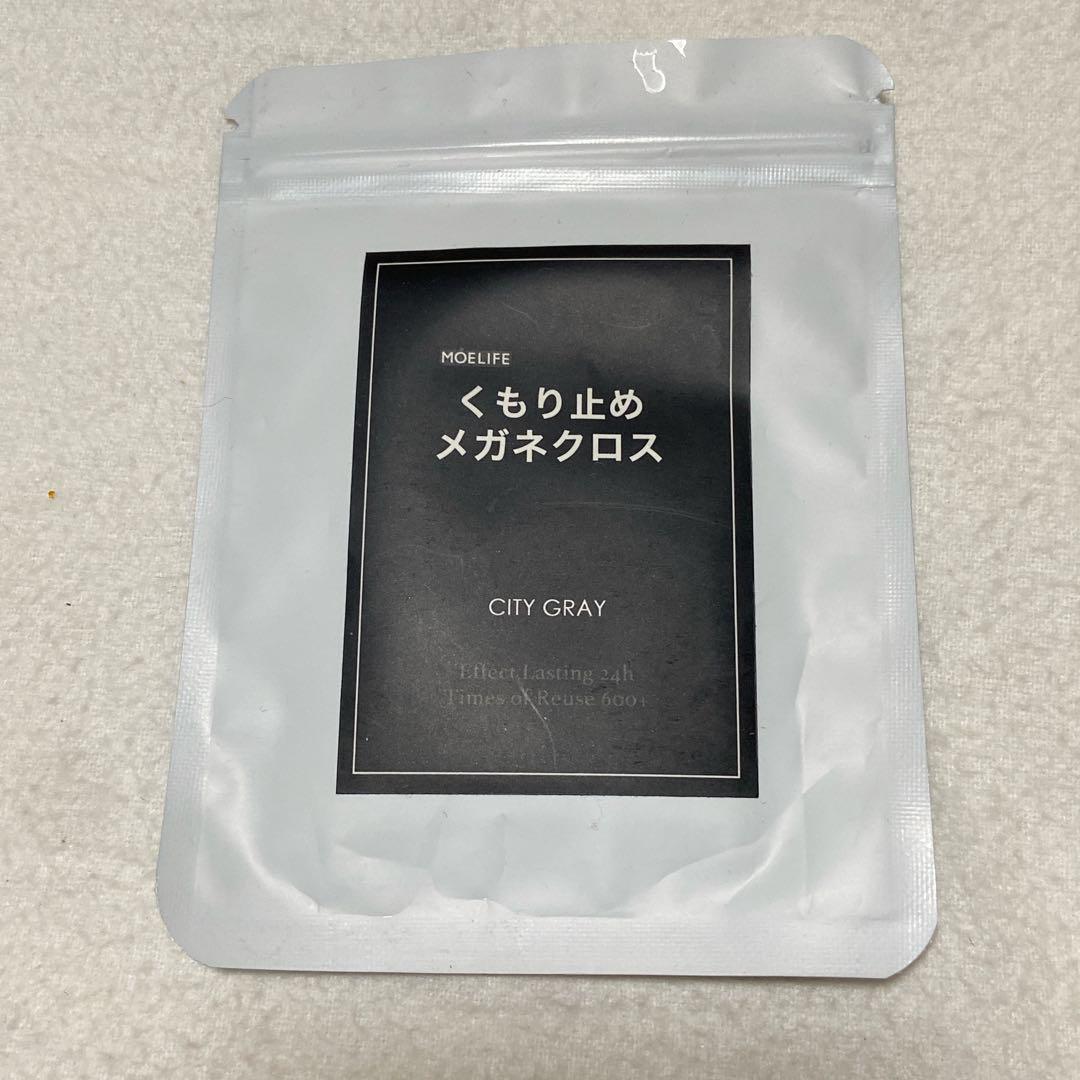 MOELIFE
くもり止め
メガネクロス
CITY GRAY
Effect Lasting 24h
Times of Reuse 600+